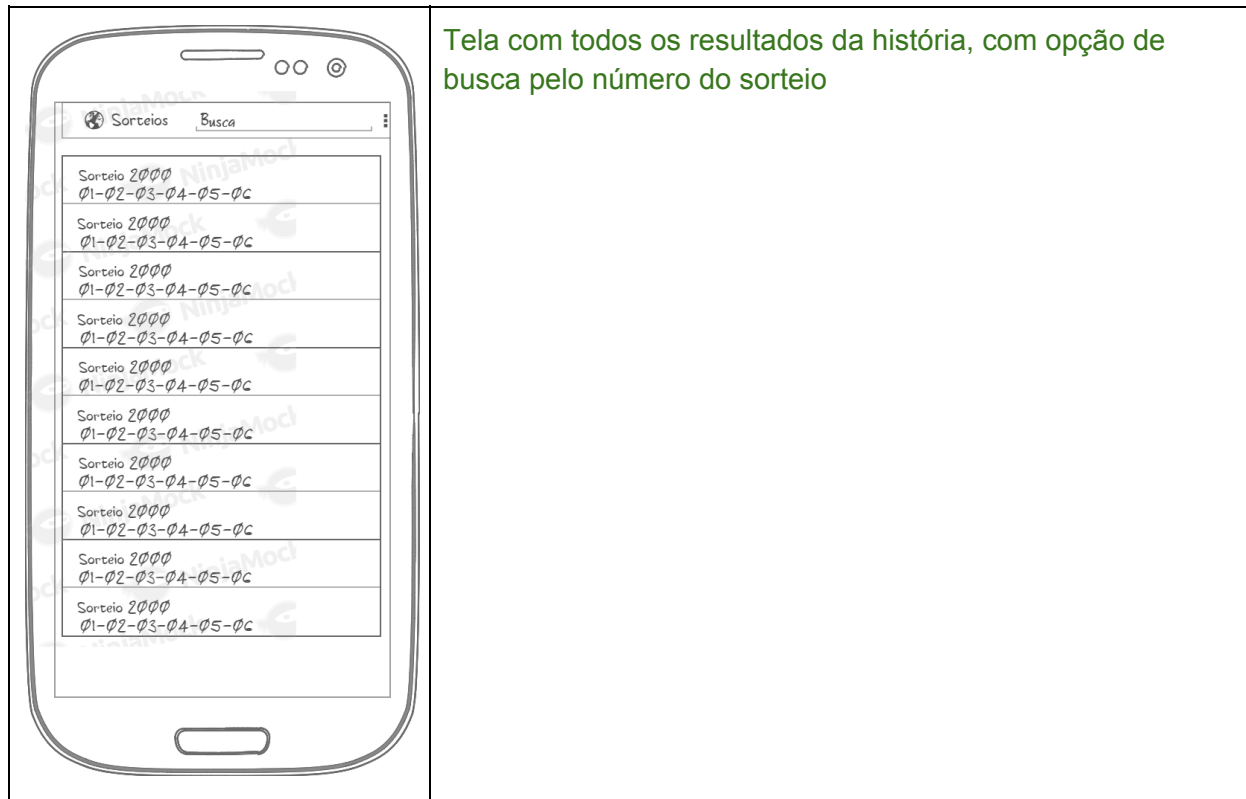 Tela com todos os resultados da história, com opção de
busca pelo número do sorteio
Sorteios Busca
Sorteio 2000
01-02-03-04-05-06
Sorteio 2000
01-02-03-04-05-06
Sorteio 2000
01-02-03-04-05-06
Sorteio 2000
01-02-03-04-05-06
Sorteio 2000
01-02-03-04-05-06
Sorteio 2000
01-02-03-04-05-06
Sorteio 2000
01-02-03-04-05-06
Sorteio 2000
01-02-03-04-05-06
Sorteio 2000
01-02-03-04-05-06
Sorteio 2000
01-02-03-04-05-06
NinjaMock